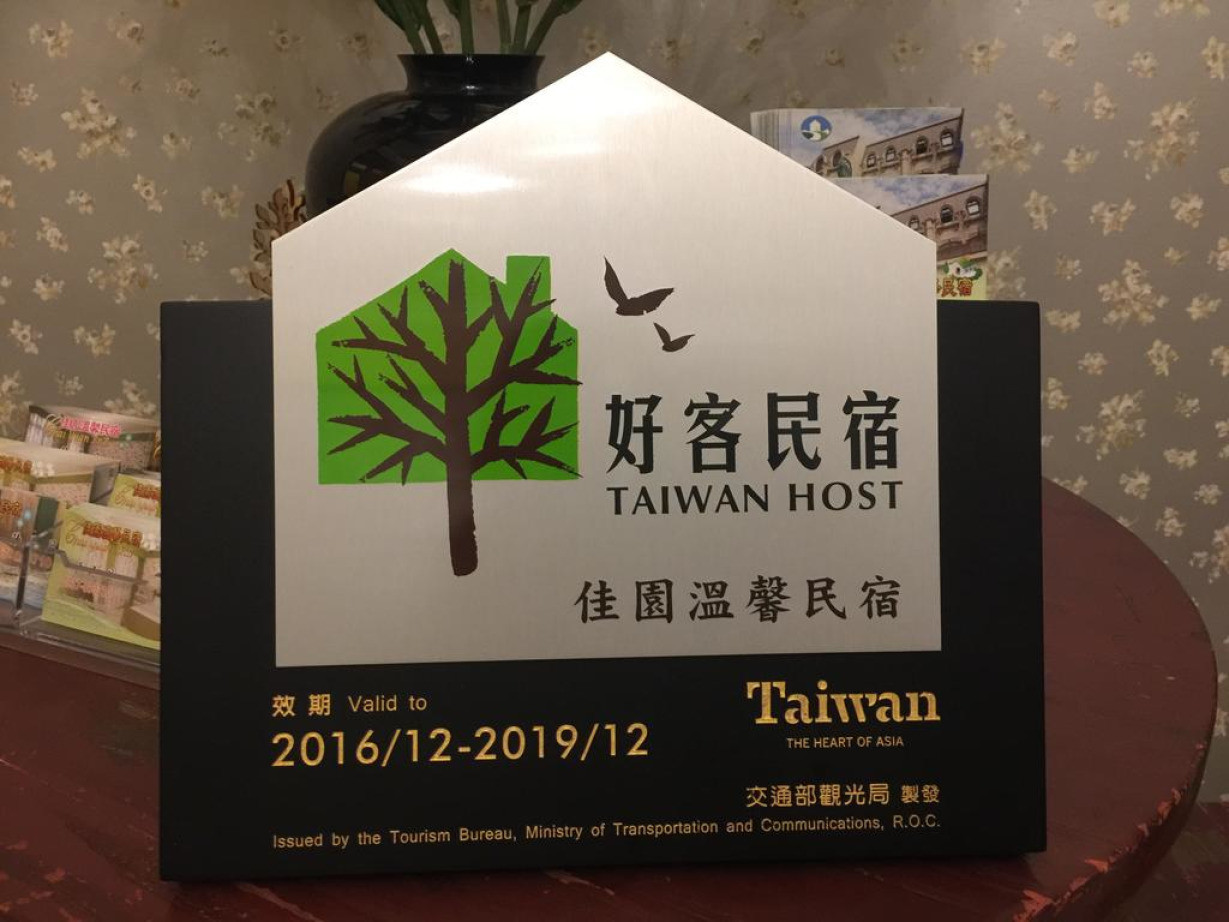 好客民宿
TAIWAN HOST
佳園溫馨民宿
效期 Valid to
2016/12-2019/12
Taiwan
THE HEART OF ASIA
交通部觀光局 製發
Issued by the Tourism Bureau, Ministry of Transportation and Communications, R.O.C.